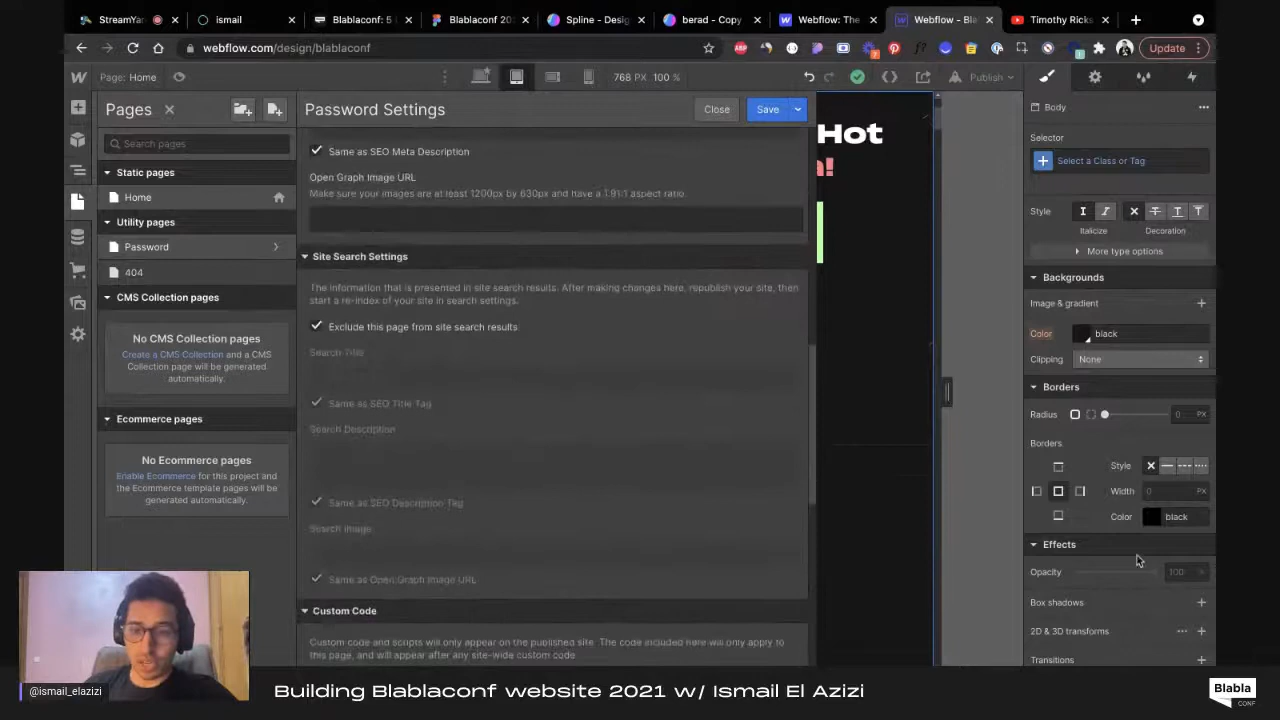 StreamYar
ismail
Blablaconf: 5
Blablaconf 202
Spline - Desig
berad - Copy
Webflow: The
Webflow - Bla
Timothy Ricks
webflow.com/design/blablaconf
Update
Page: Home
768 PX 100 %
Publish
Pages
Password Settings
Close
Save
Hot
a!
Body
Search pages
Same as SEO Meta Description
Selector
Static pages
Open Graph Image URL
Select a Class or Tag
Home
Make sure your images are at least 1200px by 630px and have a 1.91:1 aspect ratio.
Utility pages
Style
Italicize
Decoration
Password
More type options
Site Search Settings
404
Backgrounds
CMS Collection pages
The information that is presented in site search results. After making changes here, republish your site, then
start a re-index of your site in search settings.
Image & gradient
Exclude this page from site search results.
Color
black
No CMS Collection pages
Create a CMS Collection and a CMS
Collection page will be generated
automatically.
Search Title
Clipping
None
Borders
Same as SEO Title Tag
Radius
0
PX
Ecommerce pages
Search Description
Borders
No Ecommerce pages
Enable Ecommerce for this project and
the Ecommerce template pages will be
generated automatically.
Style
Width
0
PX
Same as SEO Description Tag
Color
black
Search Image
Effects
Same as Open Graph Image URL
Opacity
100
%
Box shadows
Custom Code
2D & 3D transforms
Custom code and scripts will only appear on the published site. The code included here will only apply to
this page, and will appear after any site-wide custom code
Transitions
@ismail_elazizi
Building Blablaconf website 2021 w/ Ismail El Azizi
Blabla
CONF